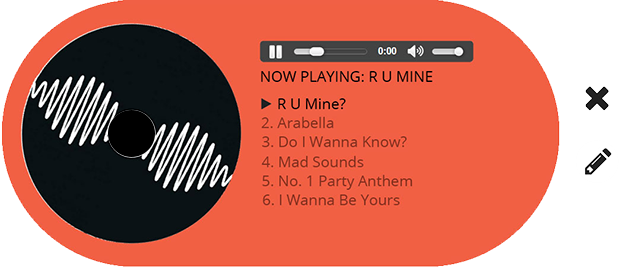 0:00
NOW PLAYING: R U MINE
R U Mine?
2. Arabella
3. Do I Wanna Know?
4. Mad Sounds
5. No. 1 Party Anthem
6. I Wanna Be Yours